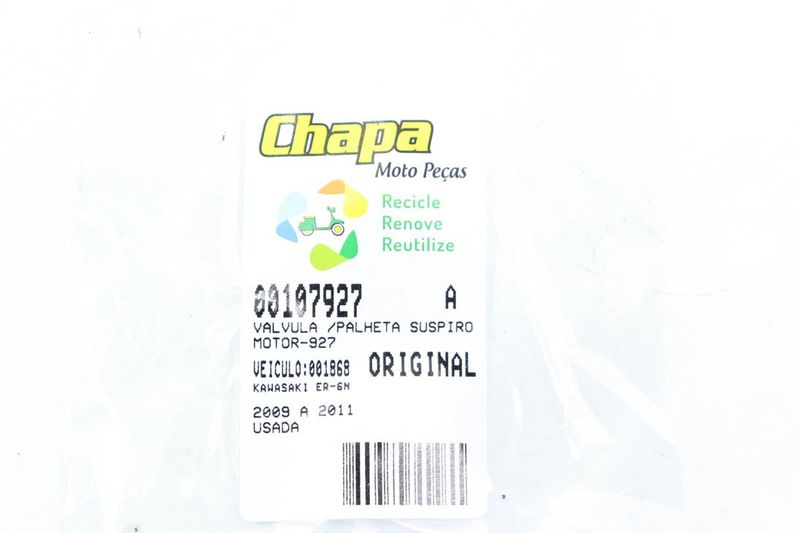 Chapa
Moto Peças
Recicle
Renove
Reutilize
00107927 A
VALVULA /PALHETA SUSPIRO
MOTOR-927
VEICULO:001868 ORIGINAL
KAWASAKI ER-6N
2009 A 2011
USADA